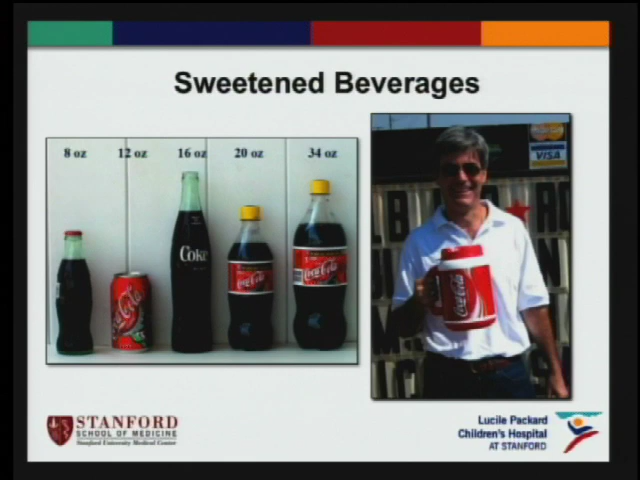 Sweetened Beverages
8 oz 12 oz 16 oz 20 oz 34 oz
Coke
Coca-Cola
Coca-Cola
Coca-Cola
Coca-Cola
MasterCard
VISA
STANFORD
SCHOOL OF MEDICINE
Stanford University Medical Center
Lucile Packard
Children's Hospital
AT STANFORD